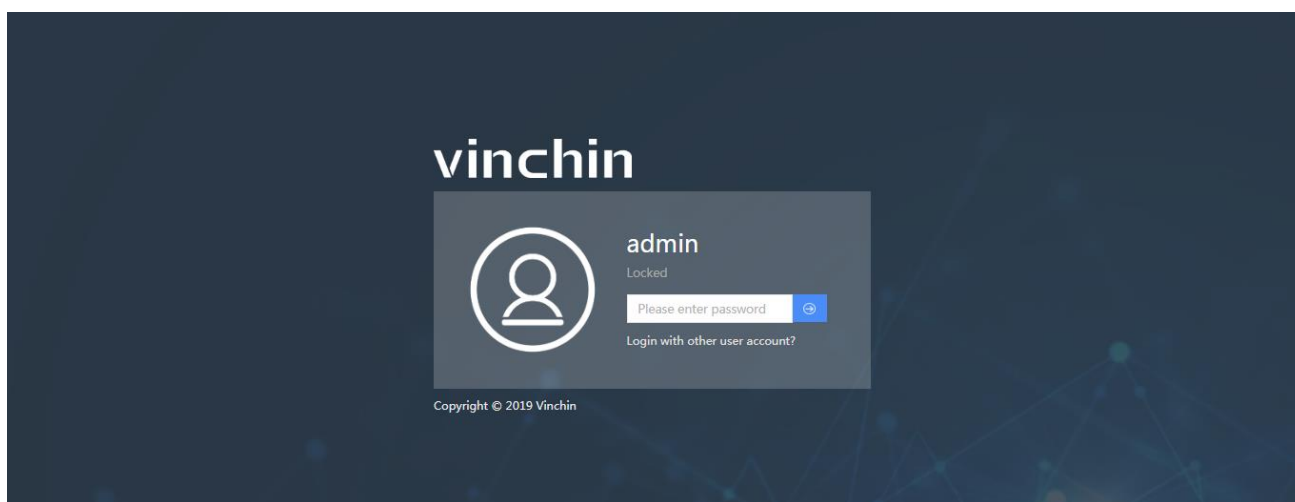 vinchin
admin
Locked
Please enter password
Login with other user account?
Copyright © 2019 Vinchin